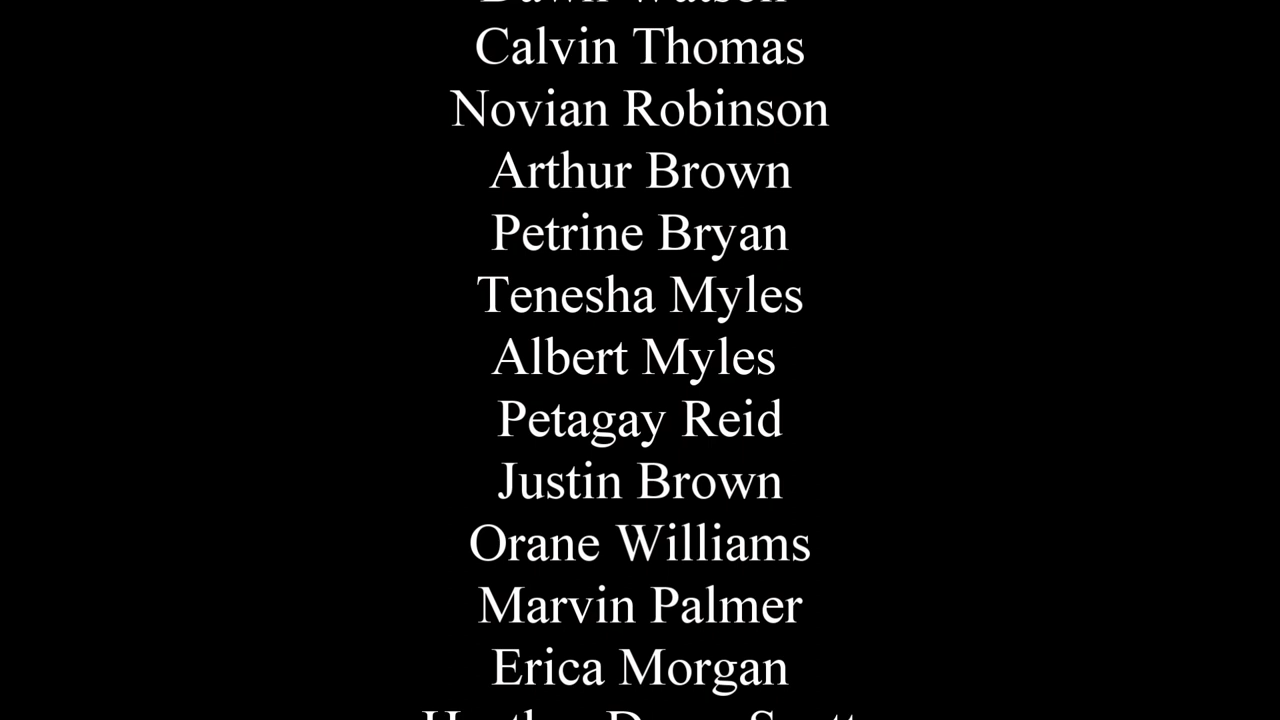 Calvin Thomas
Novian Robinson
Arthur Brown
Petrine Bryan
Tenesha Myles
Albert Myles
Petagay Reid
Justin Brown
Orane Williams
Marvin Palmer
Erica Morgan